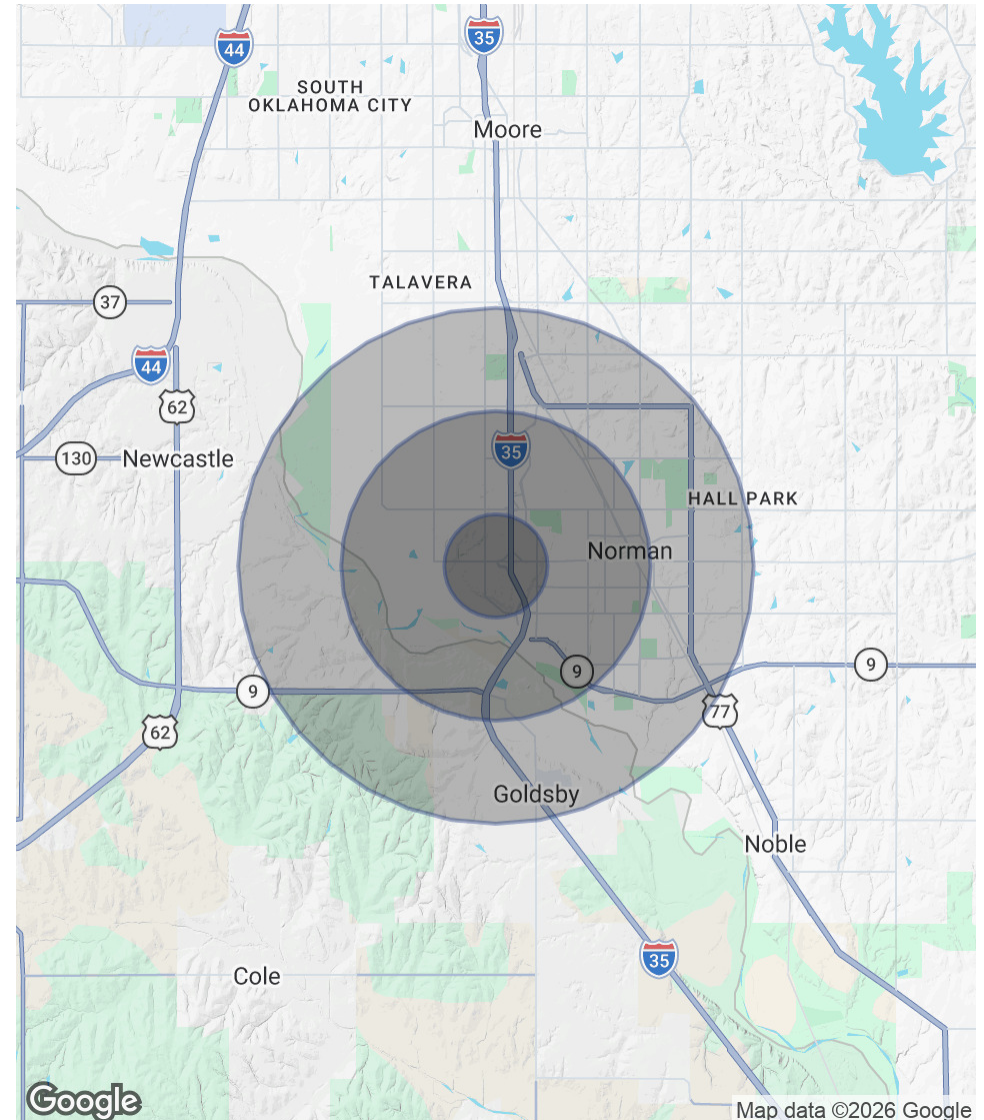 44
35
SOUTH
OKLAHOMA CITY
Moore
TALAVERA
37
44
62
130
Newcastle
35
HALL PARK
Norman
9
9
9
62
77
Goldsby
Noble
35
Cole
Google
Map data ©2026 Google